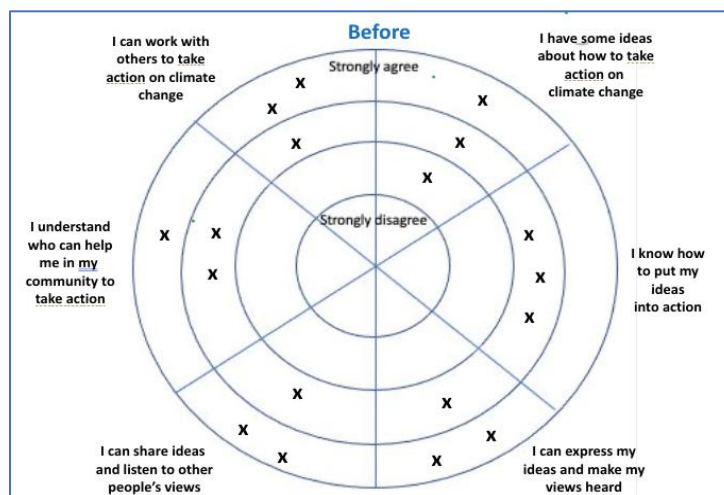 Before
I can work with
others to take
action on climate
change
Strongly agree
I have some ideas
about how to take
action on
climate change
x
x
x
x
x
x
I understand
who can help
me in my
community to
take action
x
x
x
Strongly disagree
x
x
x
I know how
to put my
ideas
into action
x
x
x
x
x
x
I can share ideas
and listen to other
people's views
I can express my
ideas and make my
views heard